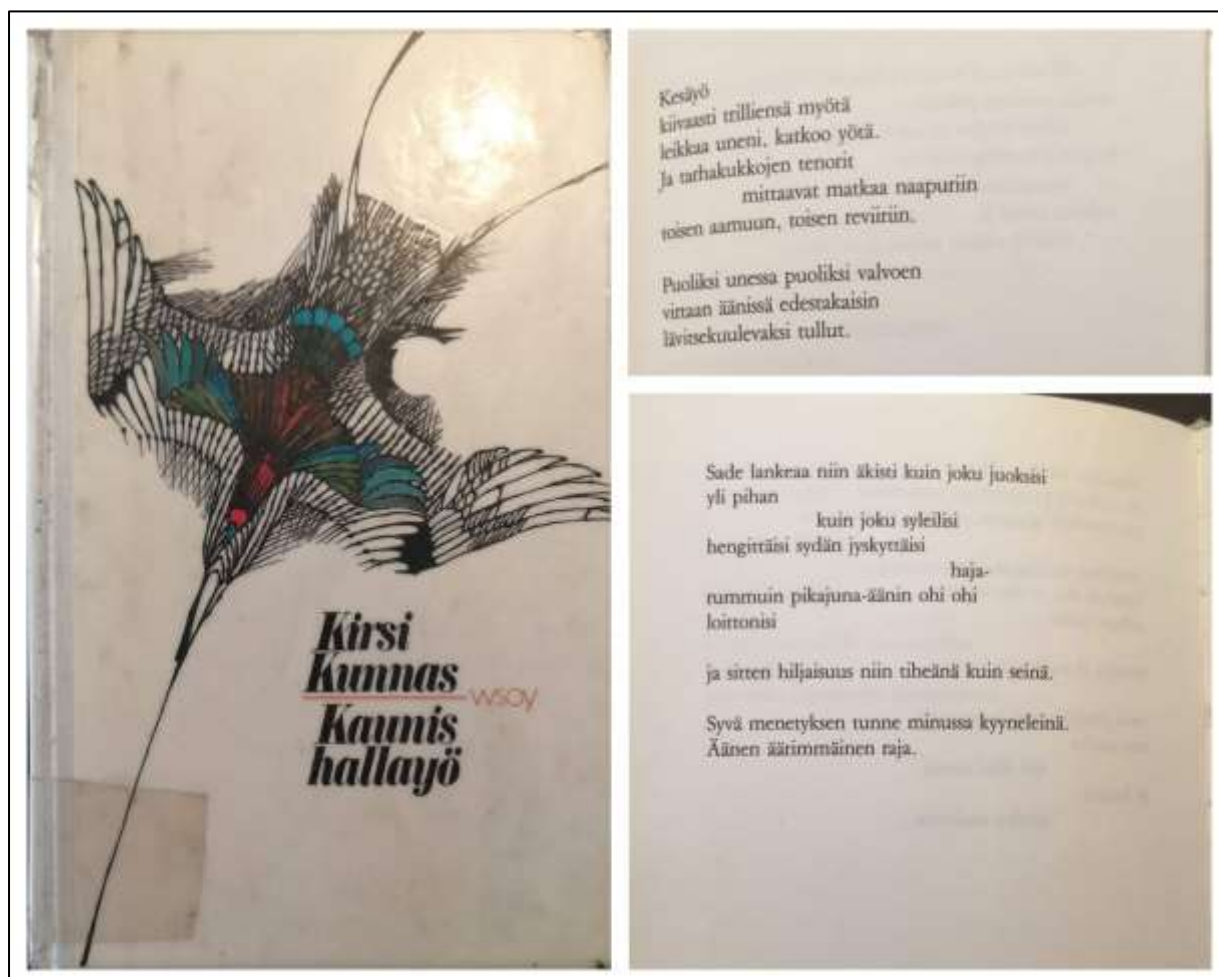 Kirsi
Kunnas
wsoy
Kaunis
hallayö
Kesäyö
kiivaasti trilliensä myötä
leikkaa uneni, katkoo yötä.
Ja tarhakukkojen tenorit
mittaavat matkaa naapuriin
toisen aamuun, toisen reviiriin.
Puoliksi unessa puoliksi valvoen
virtaan äänissä edestakaisin
lävitsekuulevaksi tullut.
Sade lankeaa niin äkisti kuin joku juoksisi
yli pihan
kuin joku syleilisi
hengittäisi sydän jyskyttäisi
haja-
rummuin pikajuna-äänin ohi ohi
loittonisi
ja sitten hiljaisuus niin tiheänä kuin seinä.
Syvä menetyksen tunne minussa kyyneleinä.
Äänen äärimmäinen raja.